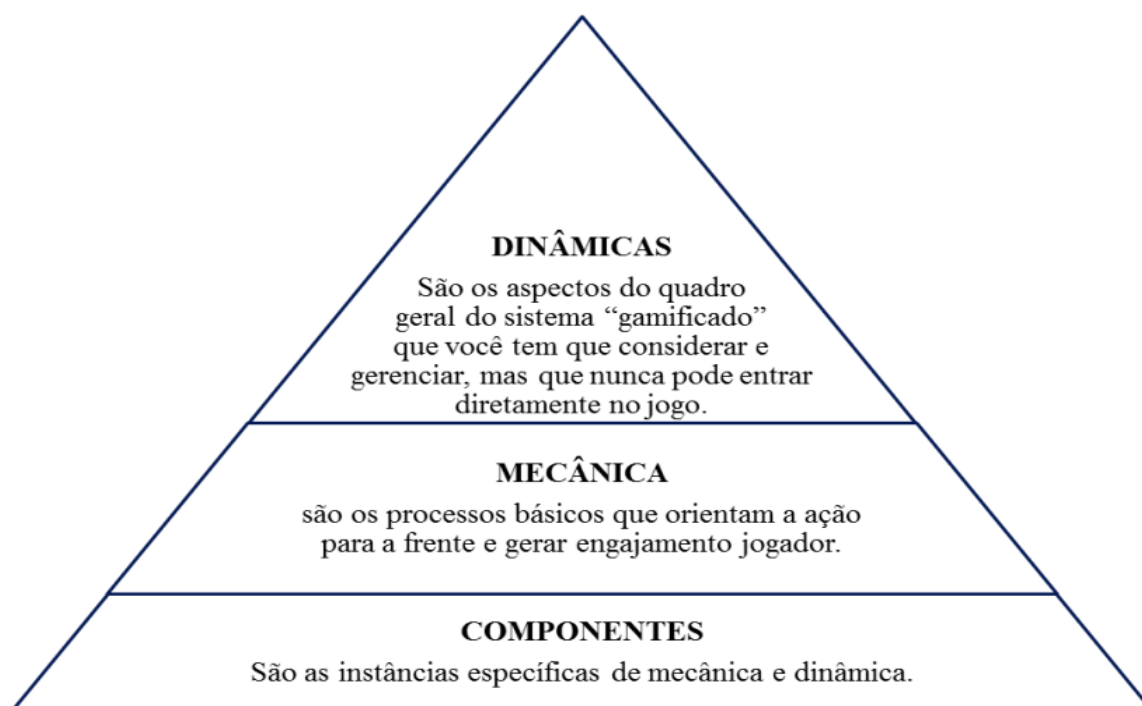 DINÂMICAS
São os aspectos do quadro
geral do sistema “gamificado”
que você tem que considerar e
gerenciar, mas que nunca pode entrar
diretamente no jogo.
MECÂNICA
são os processos básicos que orientam a ação
para a frente e gerar engajamento jogador.
COMPONENTES
São as instâncias específicas de mecânica e dinâmica.